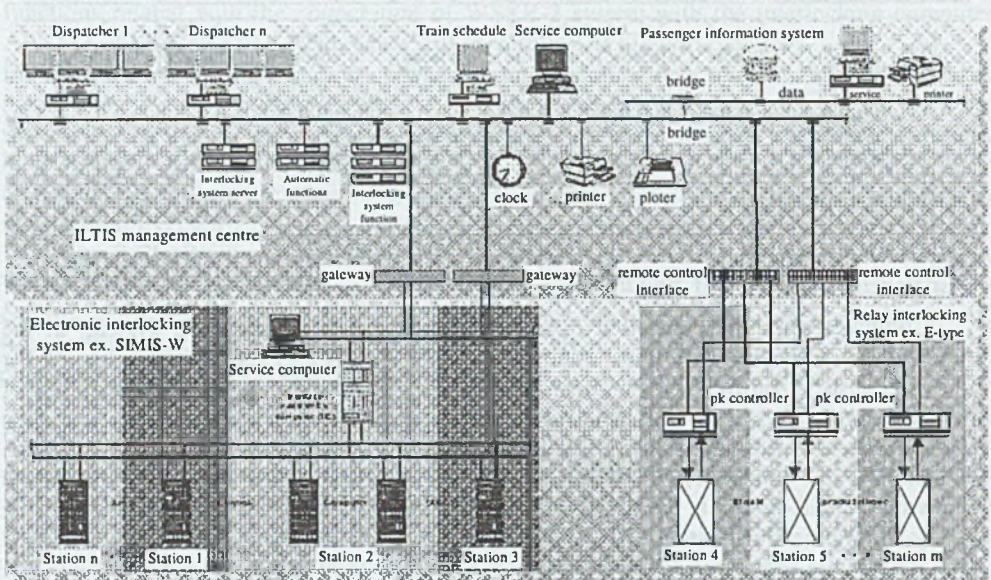 Dispatcher 1 · · · Dispatcher n
Train schedule
Service computer
Passenger information system
bridge
data
service
printer
bridge
Interlocking
system server
Automatic
functions
Interlocking
system
function
clock
printer
ploter
ILTIS management centre
gateway
gateway
remote control
Interface
remote control
interface
Electronic interlocking
system ex. SIMIS-W
Relay interlocking
system ex. E-type
Service computer
pk controller
pk controller
Station n · · · Station 1
Station 2
Station 3
Station 4
Station 5 · · · Station m